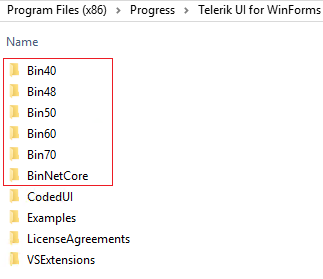 Program Files (x86) > Progress > Telerik UI for WinForms
Name
Bin40
Bin48
Bin50
Bin60
Bin70
BinNetCore
CodedUI
Examples
LicenseAgreements
VSExtensions